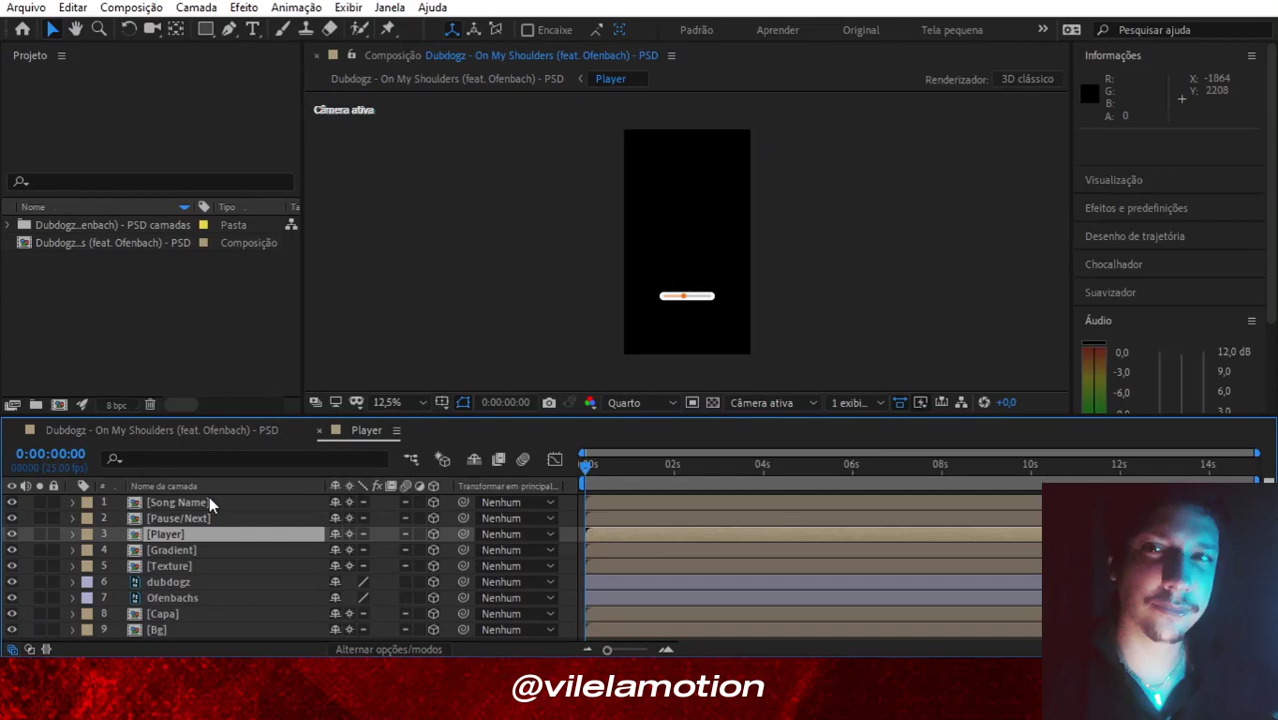 Arquivo Editar Composição Camada Efeito Animação Exibir Janela Ajuda
Encaixe Padrão Aprender Original Tela pequena Pesquisar ajuda
Projeto
Composição Dubdogz - On My Shoulders (feat. Ofenbach) - PSD
Informações
Dubdogz - On My Shoulders (feat. Ofenbach) - PSD Player
Renderizador: 3D clássico
Câmera ativa
R: X: -1864
G: Y: 2208
B:
A: 0
Visualização
Efeitos e predefinições
Desenho de trajetória
Chocalhador
Suavizador
Áudio
Nome Tipo Ta
Dubdogz...enbach) - PSD camadas Pasta
Dubdogz...s (feat. Ofenbach) - PSD Composição
0,0 12,0 dB
-3,0 9,0
-6,0 6,0
8 bpc
12,5% 0:00:00:00 Quarto Câmera ativa 1 exibi... +0,0
Dubdogz - On My Shoulders (feat. Ofenbach) - PSD Player
0:00:00:00
00000 (25.00 fps)
00s 02s 04s 06s 08s 10s 12s 14s
# Nome da camada fx Transformar em principal...
1 [Song Name] Nenhum
2 [Pause/Next] Nenhum
3 [Player] Nenhum
4 [Gradient] Nenhum
5 [Texture] Nenhum
6 dubdogz Nenhum
7 Ofenbachs Nenhum
8 [Capa] Nenhum
9 [Bg] Nenhum
Alternar opções/modos
@vilelamotion